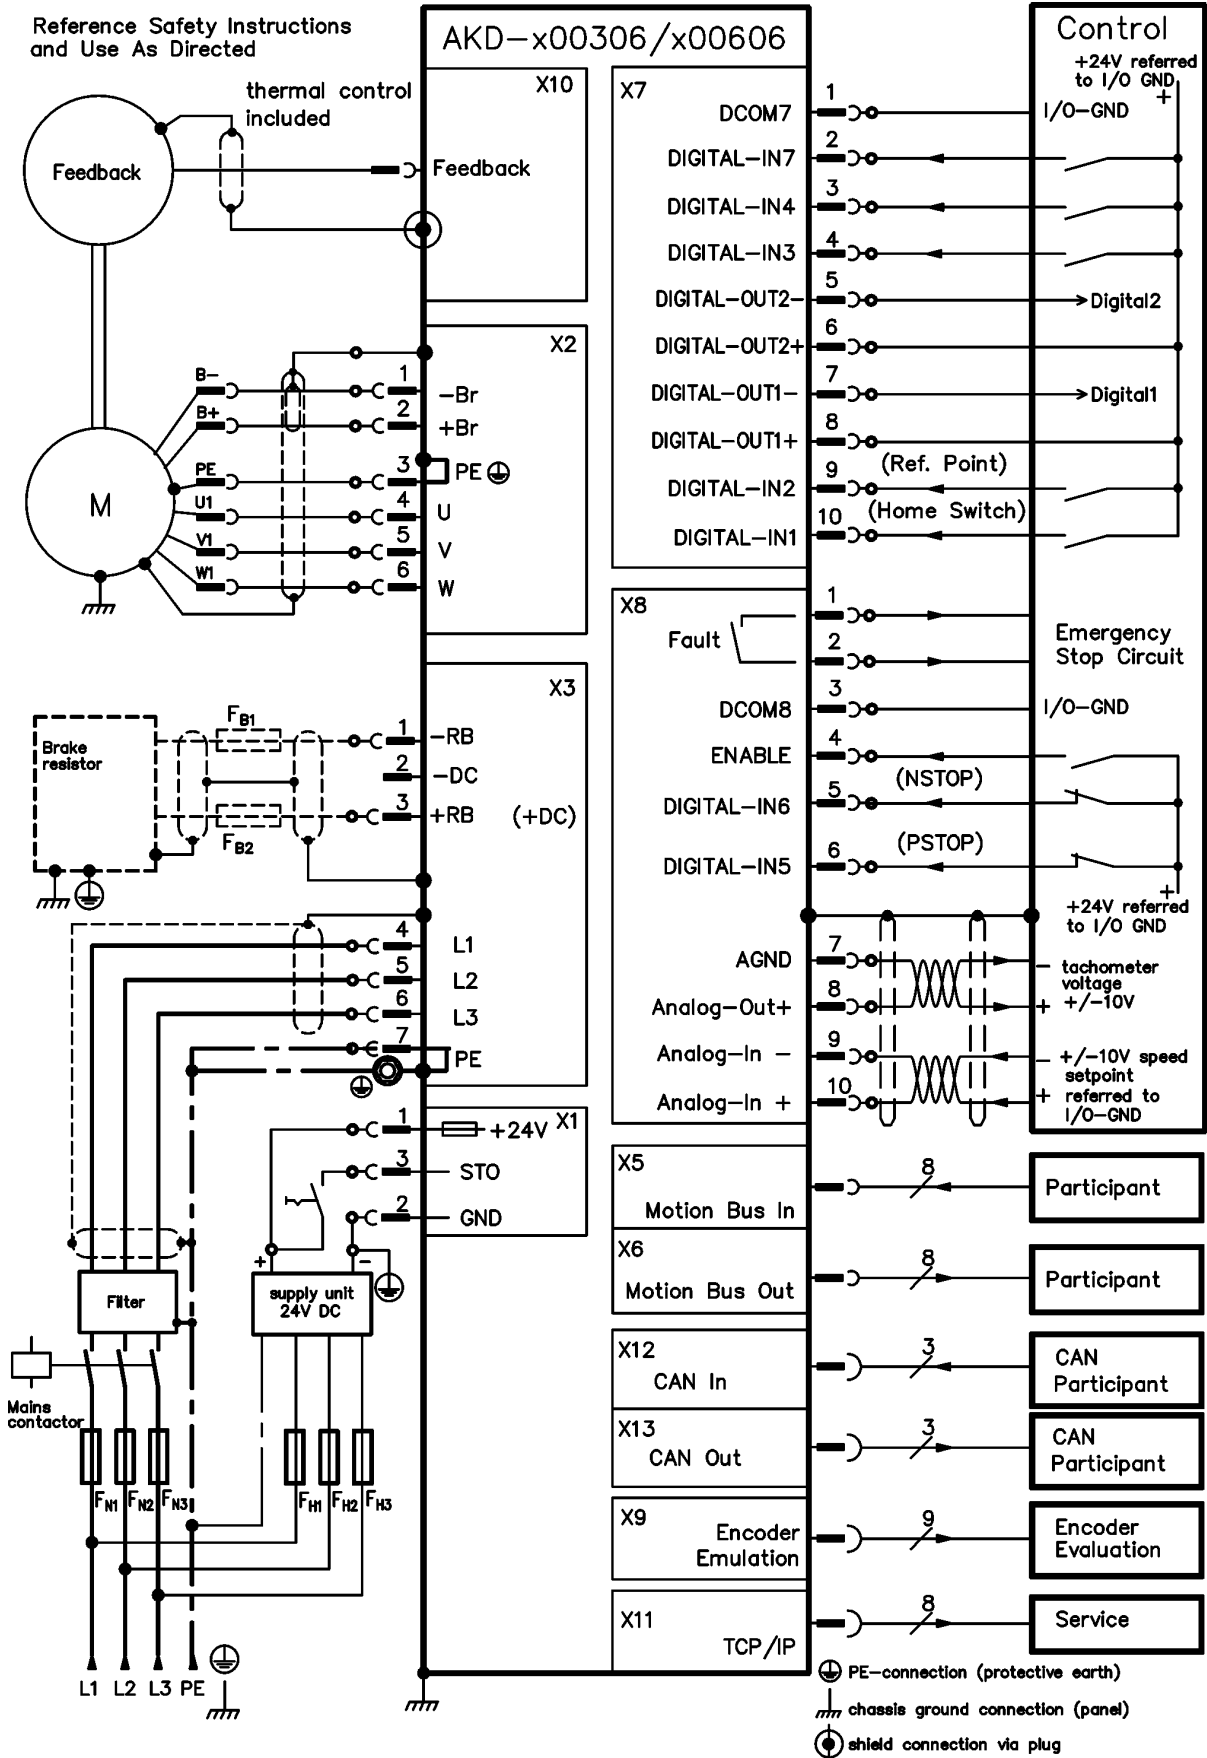 Reference Safety Instructions
and Use As Directed
AKD-x00306/x00606
Control
+24V referred
to I/O GND
+
thermal control
included
Feedback
X10
Feedback
X7
DCOM7
1
I/O-GND
DIGITAL-IN7
2
DIGITAL-IN4
3
DIGITAL-IN3
4
DIGITAL-OUT2-
5
Digital2
DIGITAL-OUT2+
6
DIGITAL-OUT1-
7
Digital1
DIGITAL-OUT1+
8
DIGITAL-IN2
9
(Ref. Point)
DIGITAL-IN1
10
(Home Switch)
X2
B-
1
-Br
B+
2
+Br
PE
3
PE
M
U1
4
U
V1
5
V
W1
6
W
X8
Fault
1
2
Emergency
Stop Circuit
DCOM8
3
I/O-GND
ENABLE
4
DIGITAL-IN6
5
(NSTOP)
DIGITAL-IN5
6
(PSTOP)
+
+24V referred
to I/O GND
AGND
7
- tachometer
voltage
Analog-Out+
8
+ +/-10V
Analog-In -
9
- +/-10V speed
setpoint
Analog-In +
10
+ referred to
I/O-GND
X3
Brake
resistor
FB1
1
-RB
2
-DC
3
+RB
(+DC)
FB2
4
L1
5
L2
6
L3
7
PE
X1
1
+24V
3
STO
2
GND
+
-
supply unit
24V DC
Filter
Mains
contactor
FN1
FN2
FN3
FH1
FH2
FH3
L1
L2
L3
PE
X5
Motion Bus In
8
Participant
X6
Motion Bus Out
8
Participant
X12
CAN In
3
CAN
Participant
X13
CAN Out
3
CAN
Participant
X9
Encoder
Emulation
9
Encoder
Evaluation
X11
TCP/IP
8
Service
PE-connection (protective earth)
chassis ground connection (panel)
shield connection via plug